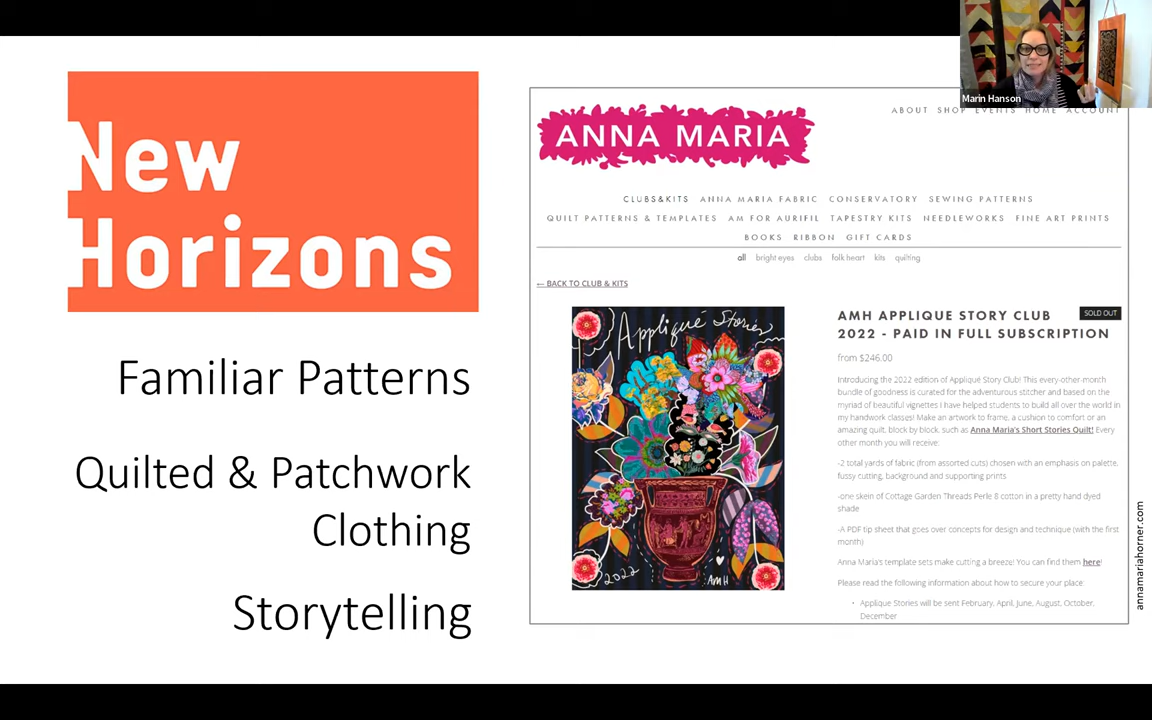 New
Horizons
Familiar Patterns
Quilted & Patchwork
Clothing
Storytelling
Marin Hanson
ANNA MARIA
ABOUT SHOP EVENTS HOME ACCOUNT
CLUBS&KITS ANNA MARIA FABRIC CONSERVATORY SEWING PATTERNS
QUILT PATTERNS & TEMPLATES AM FOR AURIFIL TAPESTRY KITS NEEDLEWORKS FINE ART PRINTS
BOOKS RIBBON GIFT CARDS
all bright eyes clubs folk heart kits quilting
← BACK TO CLUB & KITS
Appliqué Stories
2022 AMH
AMH APPLIQUE STORY CLUB
2022 - PAID IN FULL SUBSCRIPTION
SOLD OUT
from $246.00
Introducing the 2022 edition of Appliqué Story Club! This every-other-month
bundle of goodness is curated for the adventurous stitcher and based on the
myriad of beautiful vignettes I have helped students to build all over the world in
my handwork classes! Make an artwork to frame, a cushion to comfort or an
amazing quilt, block by block, such as Anna Maria's Short Stories Quilt! Every
other month you will receive:
-2 total yards of fabric (from assorted cuts) chosen with an emphasis on palette,
fussy cutting, background and supporting prints
-one skein of Cottage Garden Threads Perle 8 cotton in a pretty hand dyed
shade
-A PDF tip sheet that goes over concepts for design and technique (with the first
month)
Anna Maria's template sets make cutting a breeze! You can find them here!
Please read the following information about how to secure your place:
• Applique Stories will be sent February, April, June, August, October,
December
annamariahorner.com